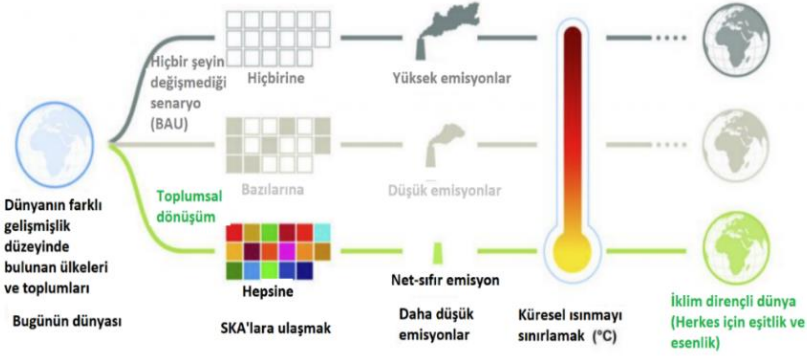 Hiçbir şeyin
değişmediği
senaryo
(BAU)
Hiçbirine
Yüksek emisyonlar
Bazılarına
Düşük emisyonlar
Toplumsal
dönüşüm
Dünyanın farklı
gelişmişlik
düzeyinde
bulunan ülkeleri
ve toplumları
Bugünün dünyası
Hepsine
SKA'lara ulaşmak
Net-sıfır emisyon
Daha düşük
emisyonlar
Küresel ısınmayı
sınırlamak (°C)
İklim dirençli dünya
(Herkes için eşitlik ve
esenlik)